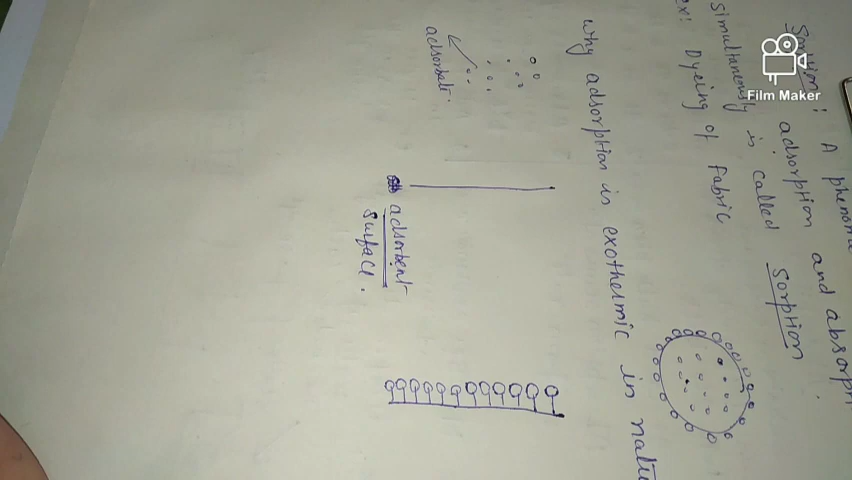 Sorption: A phenom
adsorption and absorp
simultaneously is called Sorption
ex: Dyeing of fabric
why adsorption is exothermic in natu
adsorbate.
adsorbent
surface.
Film Maker